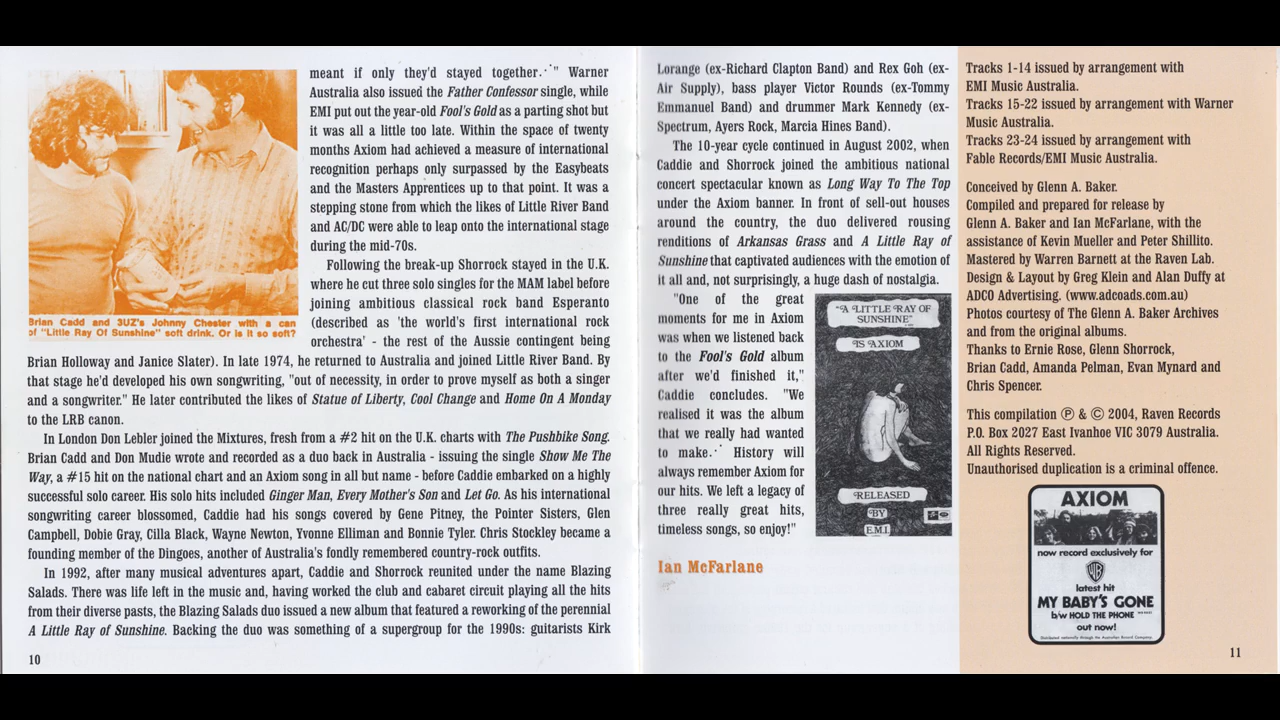 Brian Cadd and 3UZ's Johnny Chester with a can
of "Little Ray Of Sunshine" soft drink. Or is it so soft?
meant if only they'd stayed together.·˙" Warner
Australia also issued the Father Confessor single, while
EMI put out the year-old Fool's Gold as a parting shot but
it was all a little too late. Within the space of twenty
months Axiom had achieved a measure of international
recognition perhaps only surpassed by the Easybeats
and the Masters Apprentices up to that point. It was a
stepping stone from which the likes of Little River Band
and AC/DC were able to leap onto the international stage
during the mid-70s.
Following the break-up Shorrock stayed in the U.K.
where he cut three solo singles for the MAM label before
joining ambitious classical rock band Esperanto
(described as 'the world's first international rock
orchestra' - the rest of the Aussie contingent being
Brian Holloway and Janice Slater). In late 1974, he returned to Australia and joined Little River Band. By
that stage he'd developed his own songwriting, "out of necessity, in order to prove myself as both a singer
and a songwriter." He later contributed the likes of Statue of Liberty, Cool Change and Home On A Monday
to the LRB canon.
In London Don Lebler joined the Mixtures, fresh from a #2 hit on the U.K. charts with The Pushbike Song.
Brian Cadd and Don Mudie wrote and recorded as a duo back in Australia - issuing the single Show Me The
Way, a #15 hit on the national chart and an Axiom song in all but name - before Caddie embarked on a highly
successful solo career. His solo hits included Ginger Man, Every Mother's Son and Let Go. As his international
songwriting career blossomed, Caddie had his songs covered by Gene Pitney, the Pointer Sisters, Glen
Campbell, Dobie Gray, Cilla Black, Wayne Newton, Yvonne Elliman and Bonnie Tyler. Chris Stockley became a
founding member of the Dingoes, another of Australia's fondly remembered country-rock outfits.
In 1992, after many musical adventures apart, Caddie and Shorrock reunited under the name Blazing
Salads. There was life left in the music and, having worked the club and cabaret circuit playing all the hits
from their diverse pasts, the Blazing Salads duo issued a new album that featured a reworking of the perennial
A Little Ray of Sunshine. Backing the duo was something of a supergroup for the 1990s: guitarists Kirk
10
Lorange (ex-Richard Clapton Band) and Rex Goh (ex-
Air Supply), bass player Victor Rounds (ex-Tommy
Emmanuel Band) and drummer Mark Kennedy (ex-
Spectrum, Ayers Rock, Marcia Hines Band).
The 10-year cycle continued in August 2002, when
Caddie and Shorrock joined the ambitious national
concert spectacular known as Long Way To The Top
under the Axiom banner. In front of sell-out houses
around the country, the duo delivered rousing
renditions of Arkansas Grass and A Little Ray of
Sunshine that captivated audiences with the emotion of
it all and, not surprisingly, a huge dash of nostalgia.
"One of the great
moments for me in Axiom
was when we listened back
to the Fool's Gold album
after we'd finished it,"
Caddie concludes. "We
realised it was the album
that we really had wanted
to make.·˙ History will
always remember Axiom for
our hits. We left a legacy of
three really great hits,
timeless songs, so enjoy!"
Ian McFarlane
"A LITTLE RAY OF
SUNSHINE"
IS AXIOM
RELEASED
BY
E.M.I.
Tracks 1-14 issued by arrangement with
EMI Music Australia.
Tracks 15-22 issued by arrangement with Warner
Music Australia.
Tracks 23-24 issued by arrangement with
Fable Records/EMI Music Australia.
Conceived by Glenn A. Baker.
Compiled and prepared for release by
Glenn A. Baker and Ian McFarlane, with the
assistance of Kevin Mueller and Peter Shillito.
Mastered by Warren Barnett at the Raven Lab.
Design & Layout by Greg Klein and Alan Duffy at
ADCO Advertising. (www.adcoads.com.au)
Photos courtesy of The Glenn A. Baker Archives
and from the original albums.
Thanks to Ernie Rose, Glenn Shorrock,
Brian Cadd, Amanda Pelman, Evan Mynard and
Chris Spencer.
This compilation Ⓟ & © 2004, Raven Records
P.O. Box 2027 East Ivanhoe VIC 3079 Australia.
All Rights Reserved.
Unauthorised duplication is a criminal offence.
AXIOM
now record exclusively for
WB
latest hit
MY BABY'S GONE
b/w HOLD THE PHONE
out now!
Distributed nationally through the Australian Record Company.
11